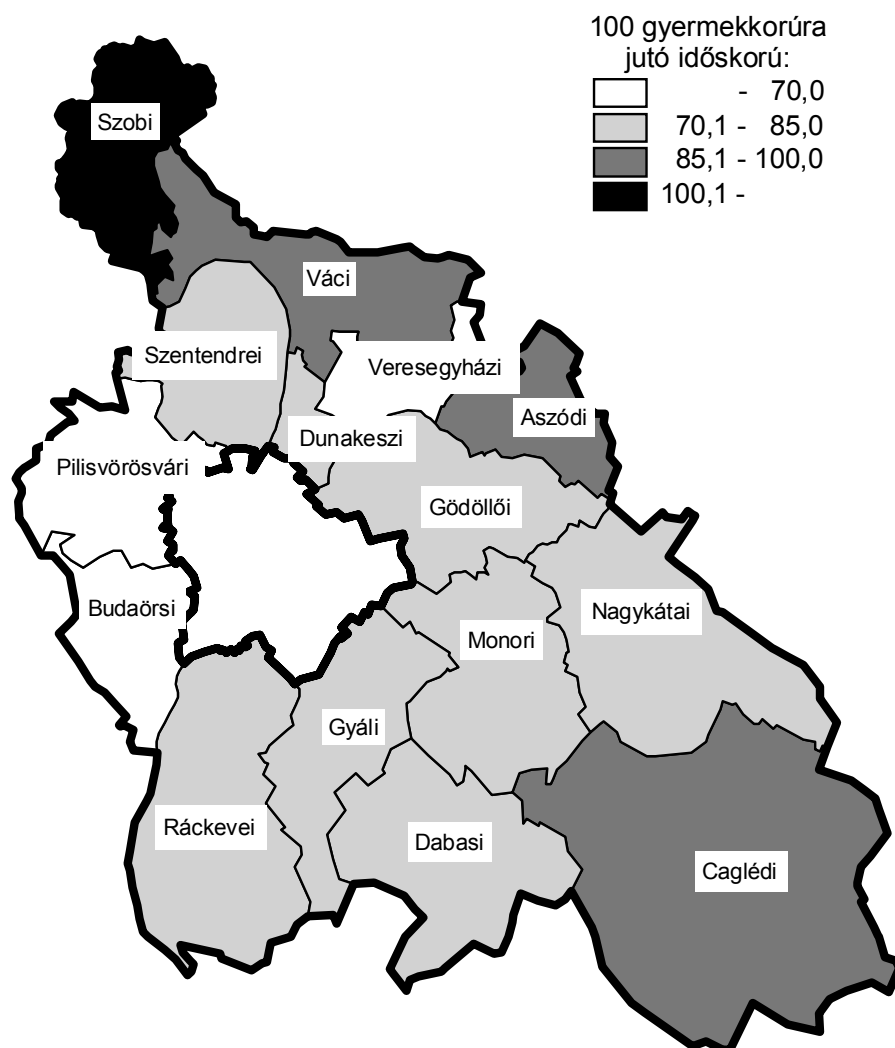 100 gyermekkorúra
jutó időskorú:
- 70,0
70,1 - 85,0
85,1 - 100,0
100,1 -
Szobi
Váci
Szentendrei
Veresegyházi
Aszódi
Dunakeszi
Pilisvörösvári
Gödöllői
Budaörsi
Nagykátai
Monori
Gyáli
Ráckevei
Dabasi
Caglédi